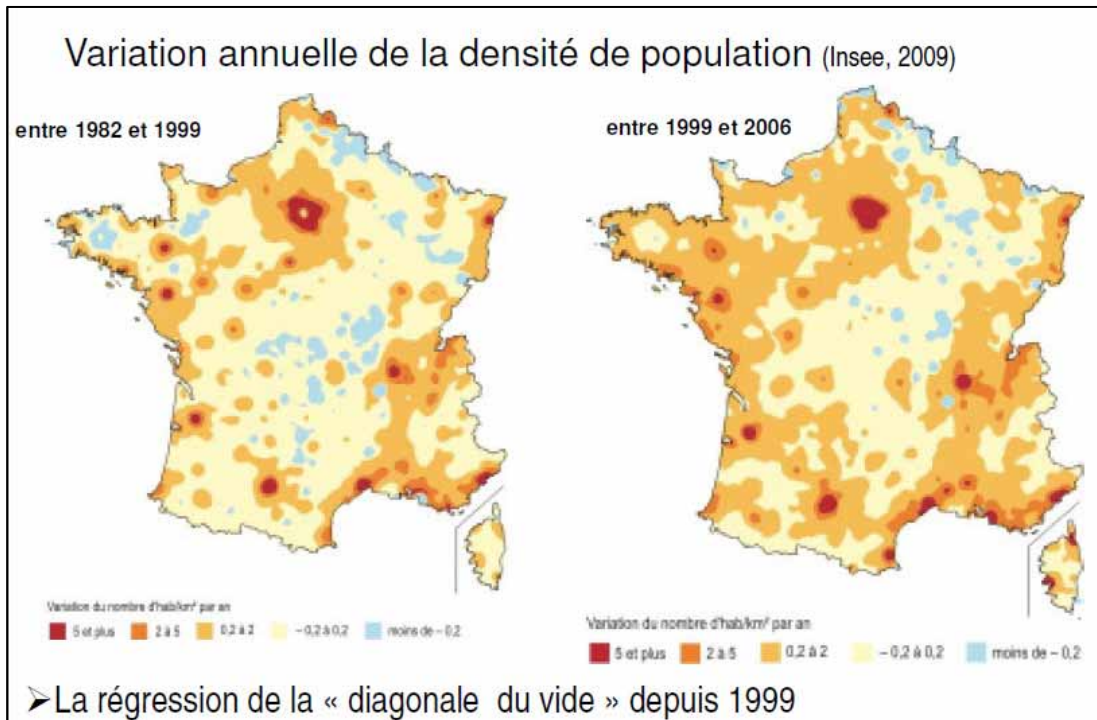 Variation annuelle de la densité de population (Insee, 2009)
entre 1982 et 1999
entre 1999 et 2006
Variation du nombre d'hab/km² par an
5 et plus 2 à 5 0,2 à 2 – 0,2 à 0,2 moins de – 0,2
Variation du nombre d'hab/km² par an
5 et plus 2 à 5 0,2 à 2 – 0,2 à 0,2 moins de – 0,2
➢La régression de la « diagonale du vide » depuis 1999